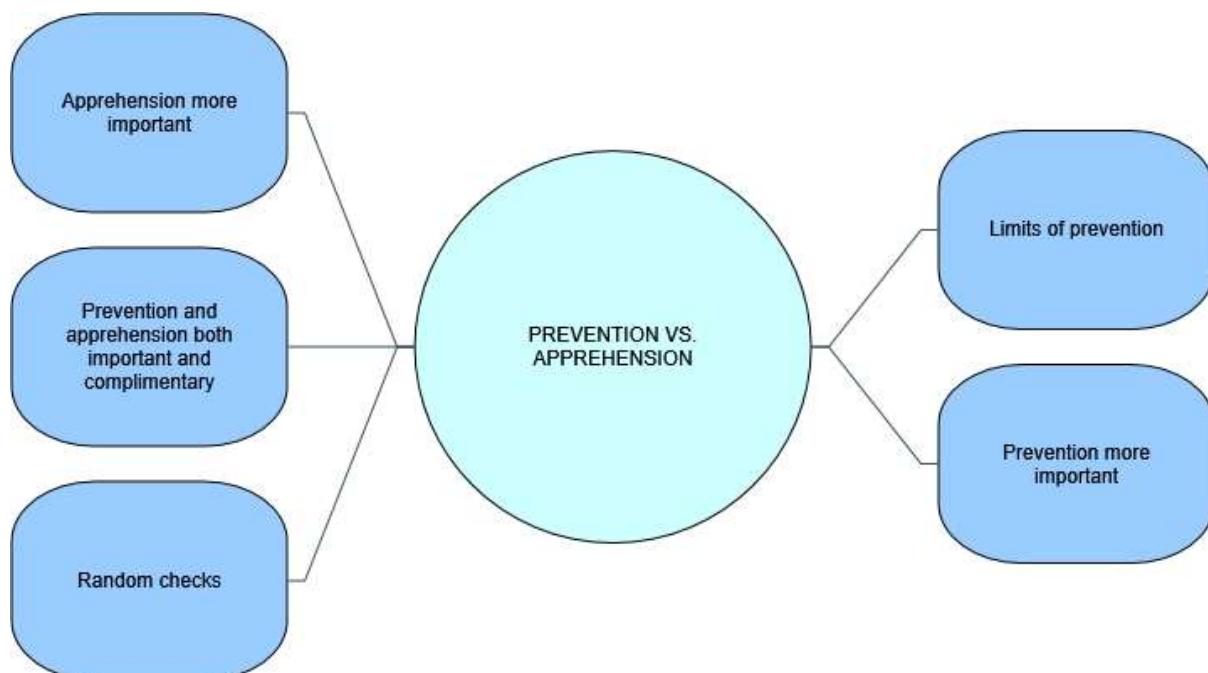 Apprehension more
important
Prevention and
apprehension both
important and
complimentary
Random checks
PREVENTION VS.
APPREHENSION
Limits of prevention
Prevention more
important